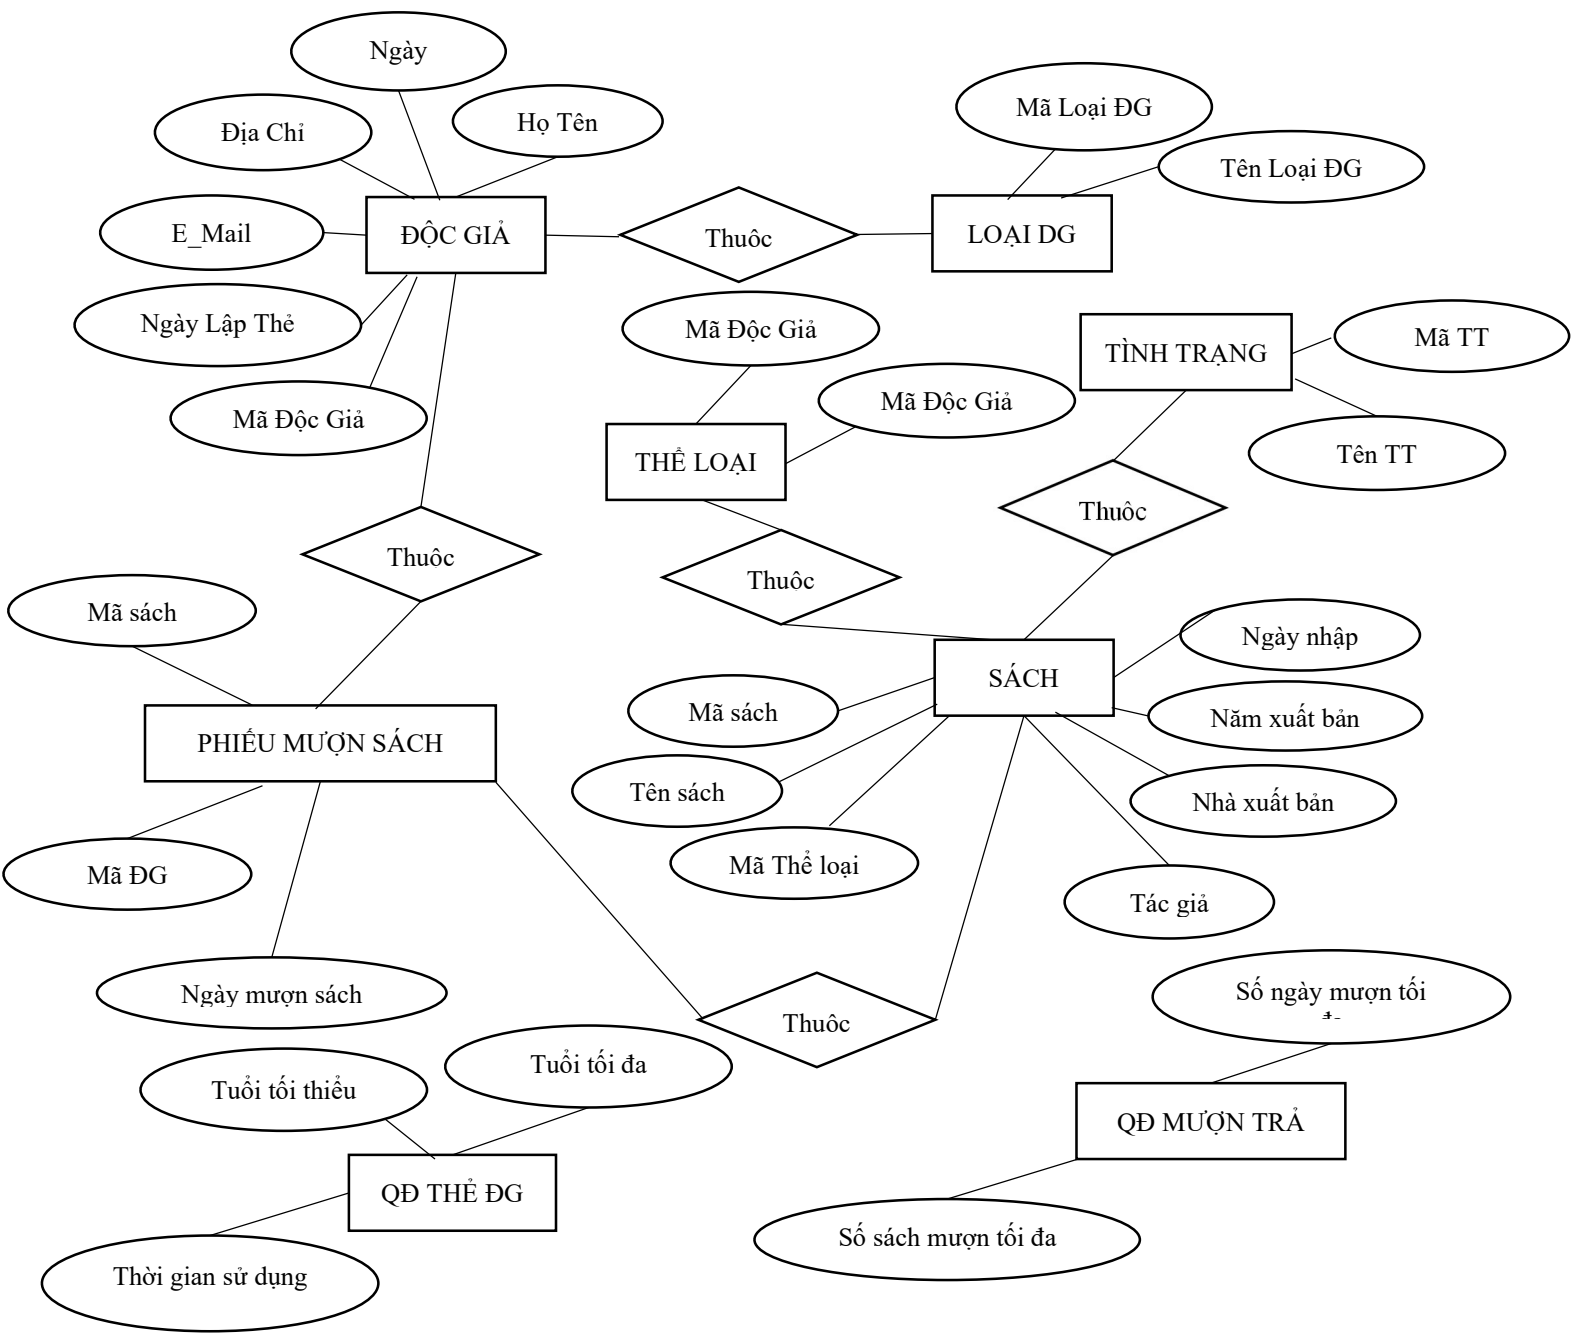 Ngày
Họ Tên
Địa Chỉ
Mã Loại ĐG
Tên Loại ĐG
E_Mail
ĐỘC GIẢ
Thuôc
LOẠI DG
Ngày Lập Thẻ
Mã Độc Giả
Mã Độc Giả
Mã Độc Giả
TÌNH TRẠNG
Mã TT
Tên TT
THỂ LOẠI
Thuôc
Thuôc
Thuôc
Mã sách
Ngày nhập
SÁCH
Mã sách
Năm xuất bản
PHIẾU MƯỢN SÁCH
Tên sách
Nhà xuất bản
Mã Thể loại
Mã ĐG
Tác giả
Ngày mượn sách
Thuôc
Số ngày mượn tối
Tuổi tối đa
Tuổi tối thiểu
QĐ MƯỢN TRẢ
QĐ THẺ ĐG
Số sách mượn tối đa
Thời gian sử dụng